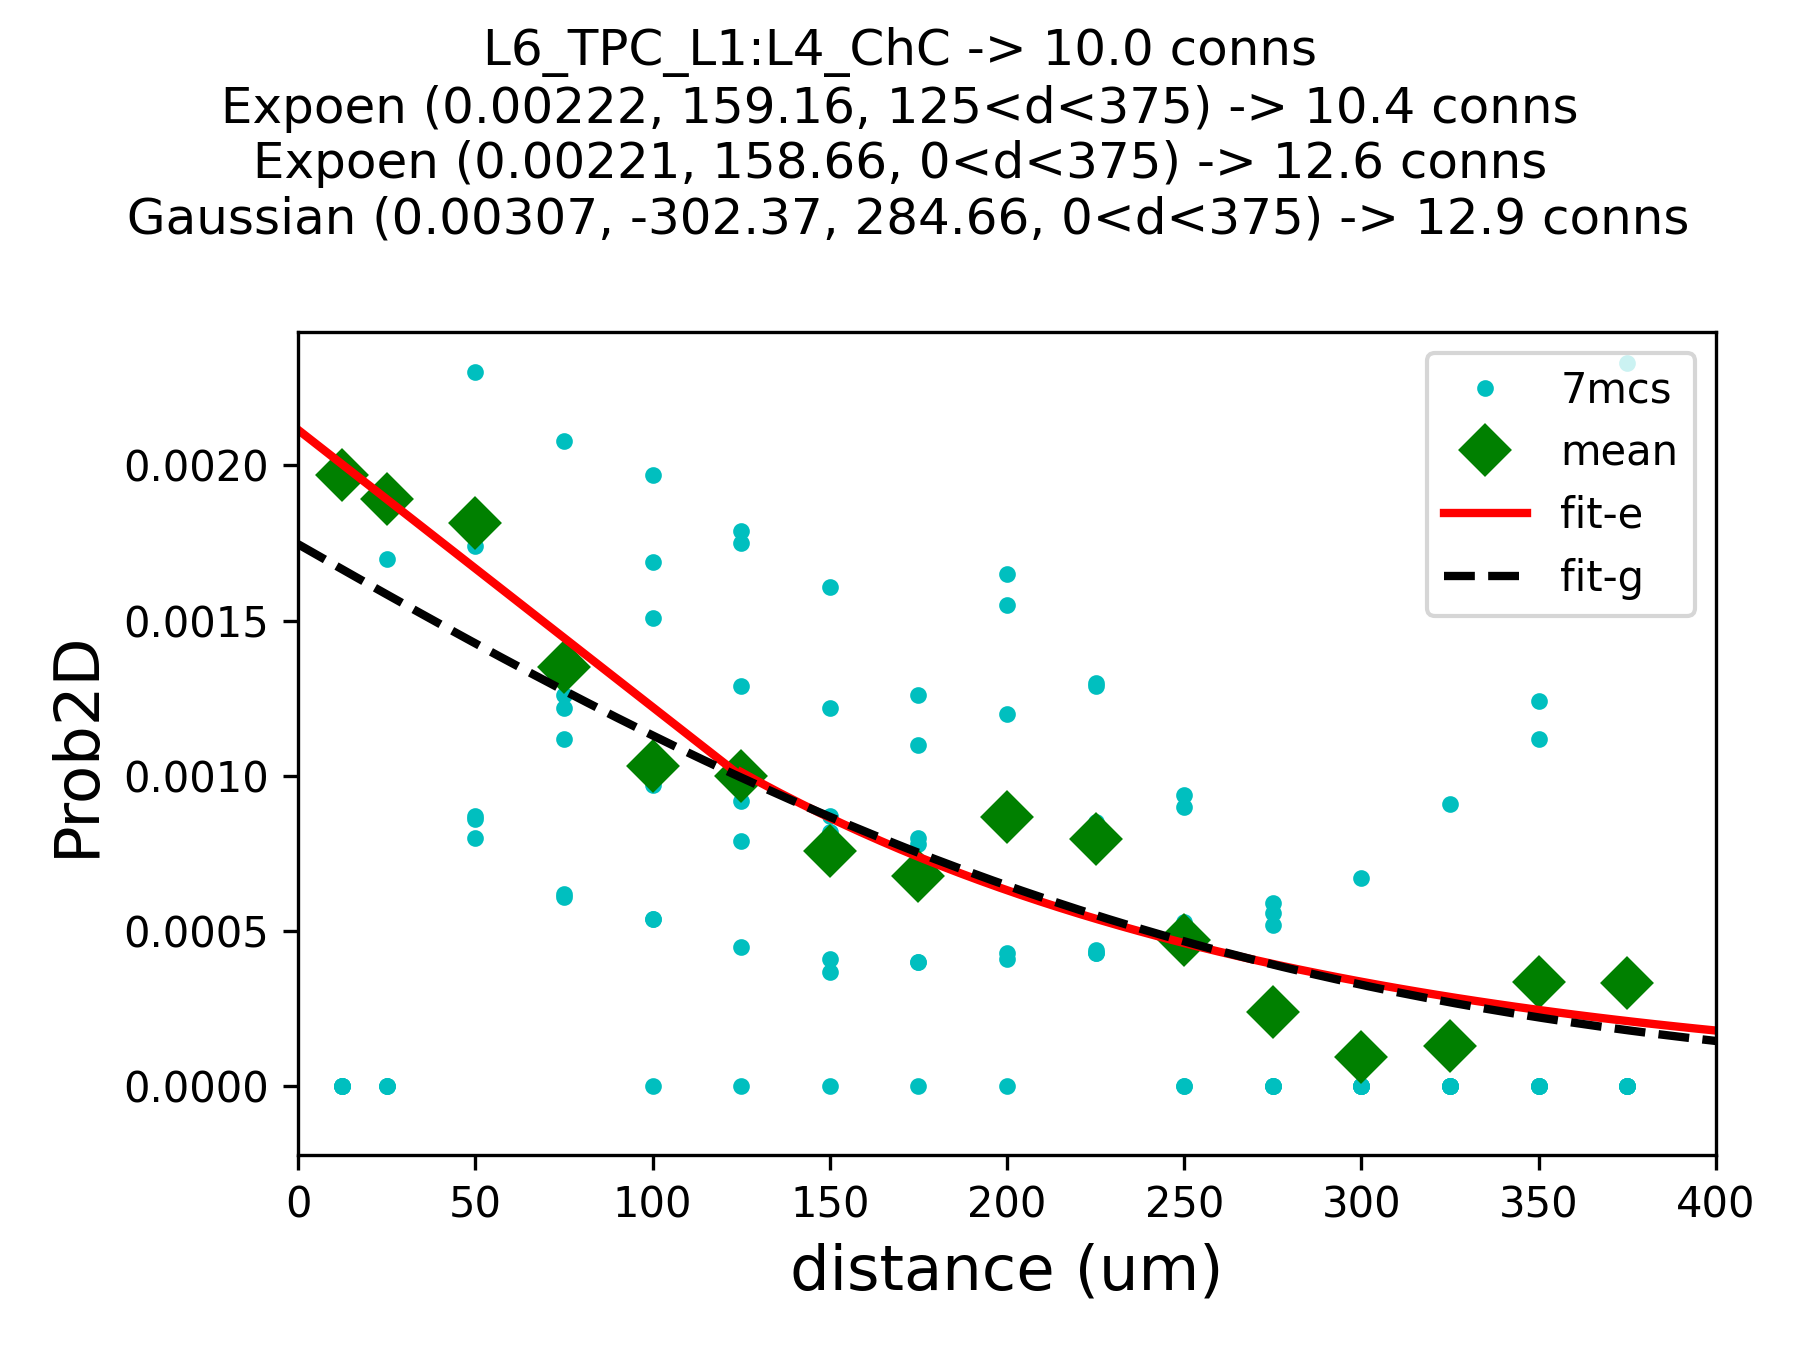 L6_TPC_L1:L4_ChC -> 10.0 conns
Expoen (0.00222, 159.16, 125<d<375) -> 10.4 conns
Expoen (0.00221, 158.66, 0<d<375) -> 12.6 conns
Gaussian (0.00307, -302.37, 284.66, 0<d<375) -> 12.9 conns
7mcs
mean
fit-e
fit-g
Prob2D
0.0020
0.0015
0.0010
0.0005
0.0000
0 50 100 150 200 250 300 350 400
distance (um)